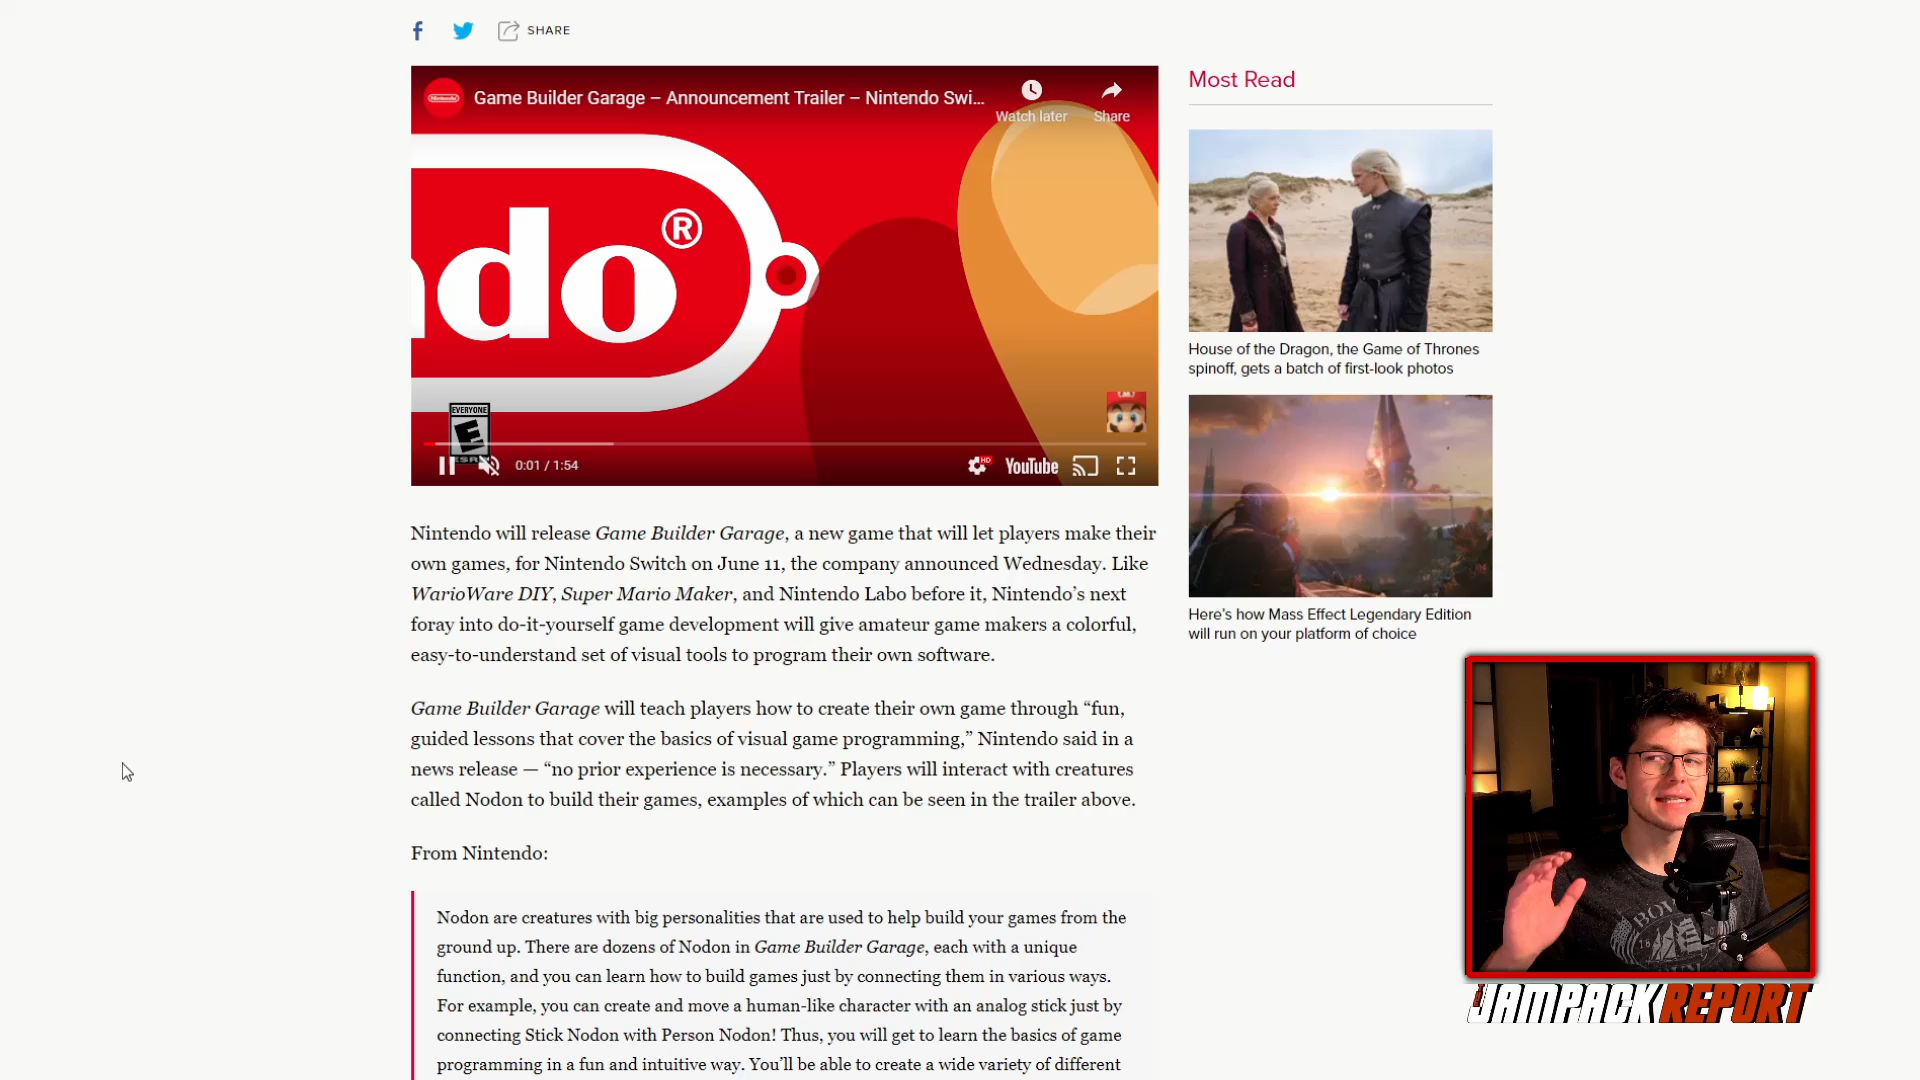 SHARE
Nintendo
Game Builder Garage – Announcement Trailer – Nintendo Swi...
Watch later
Share
ndo®
EVERYONE
E
ESRB
M
0:01 / 1:54
HD
YouTube
Nintendo will release Game Builder Garage, a new game that will let players make their
own games, for Nintendo Switch on June 11, the company announced Wednesday. Like
WarioWare DIY, Super Mario Maker, and Nintendo Labo before it, Nintendo’s next
foray into do-it-yourself game development will give amateur game makers a colorful,
easy-to-understand set of visual tools to program their own software.
Game Builder Garage will teach players how to create their own game through “fun,
guided lessons that cover the basics of visual game programming,” Nintendo said in a
news release — “no prior experience is necessary.” Players will interact with creatures
called Nodon to build their games, examples of which can be seen in the trailer above.
From Nintendo:
Nodon are creatures with big personalities that are used to help build your games from the
ground up. There are dozens of Nodon in Game Builder Garage, each with a unique
function, and you can learn how to build games just by connecting them in various ways.
For example, you can create and move a human-like character with an analog stick just by
connecting Stick Nodon with Person Nodon! Thus, you will get to learn the basics of game
programming in a fun and intuitive way. You’ll be able to create a wide variety of different
Most Read
House of the Dragon, the Game of Thrones
spinoff, gets a batch of first-look photos
Here’s how Mass Effect Legendary Edition
will run on your platform of choice
JAMPACK REPORT